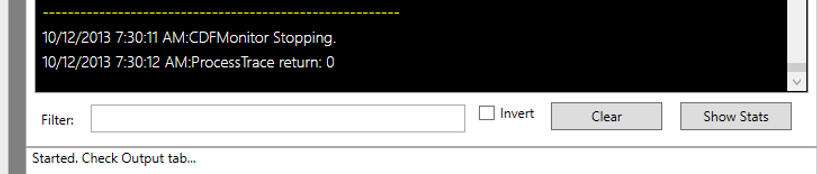 --------------------------------------------------------
10/12/2013 7:30:11 AM:CDFMonitor Stopping.
10/12/2013 7:30:12 AM:ProcessTrace return: 0
Filter: Invert Clear Show Stats
Started. Check Output tab...